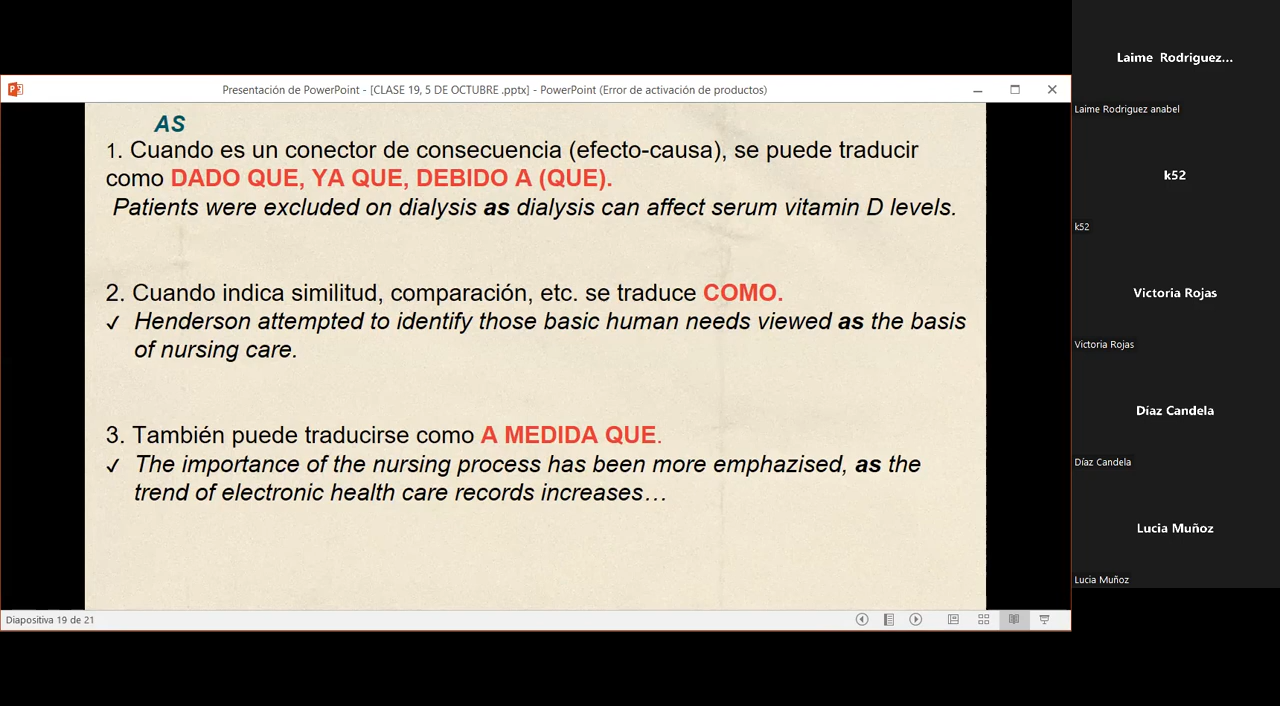 Presentación de PowerPoint - [CLASE 19, 5 DE OCTUBRE .pptx] - PowerPoint (Error de activación de productos)
AS
1. Cuando es un conector de consecuencia (efecto-causa), se puede traducir
como DADO QUE, YA QUE, DEBIDO A (QUE).
Patients were excluded on dialysis as dialysis can affect serum vitamin D levels.
2. Cuando indica similitud, comparación, etc. se traduce COMO.
✓ Henderson attempted to identify those basic human needs viewed as the basis
of nursing care.
3. También puede traducirse como A MEDIDA QUE.
✓ The importance of the nursing process has been more emphazised, as the
trend of electronic health care records increases…
Diapositiva 19 de 21
Laime Rodriguez...
Laime Rodriguez anabel
k52
k52
Victoria Rojas
Victoria Rojas
Díaz Candela
Díaz Candela
Lucia Muñoz
Lucia Muñoz